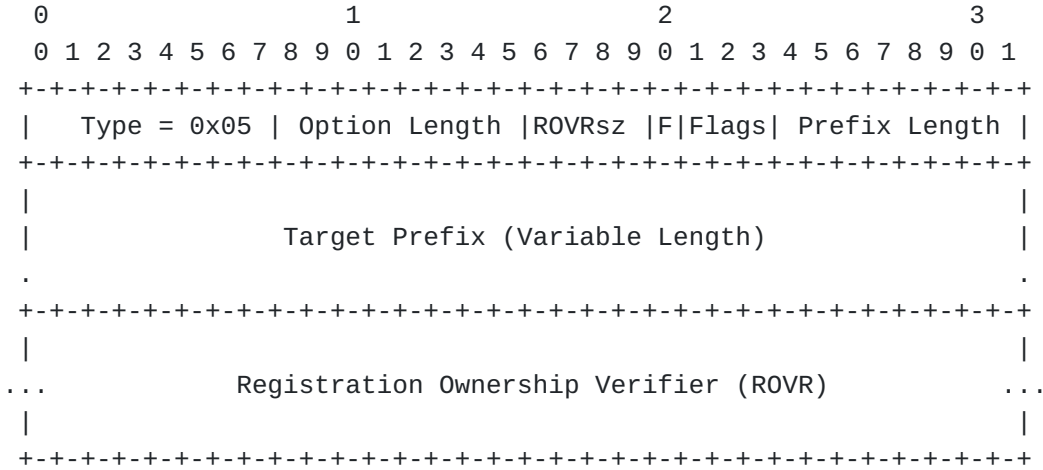 0                   1                   2                   3
 0 1 2 3 4 5 6 7 8 9 0 1 2 3 4 5 6 7 8 9 0 1 2 3 4 5 6 7 8 9 0 1
+-+-+-+-+-+-+-+-+-+-+-+-+-+-+-+-+-+-+-+-+-+-+-+-+-+-+-+-+-+-+-+-+
|   Type = 0x05 | Option Length |ROVRsz |F|Flags| Prefix Length |
+-+-+-+-+-+-+-+-+-+-+-+-+-+-+-+-+-+-+-+-+-+-+-+-+-+-+-+-+-+-+-+-+
|                                                               |
|                Target Prefix (Variable Length)                |
.                                                               .
+-+-+-+-+-+-+-+-+-+-+-+-+-+-+-+-+-+-+-+-+-+-+-+-+-+-+-+-+-+-+-+-+
|                                                               |
...            Registration Ownership Verifier (ROVR)           ...
|                                                               |
+-+-+-+-+-+-+-+-+-+-+-+-+-+-+-+-+-+-+-+-+-+-+-+-+-+-+-+-+-+-+-+-+